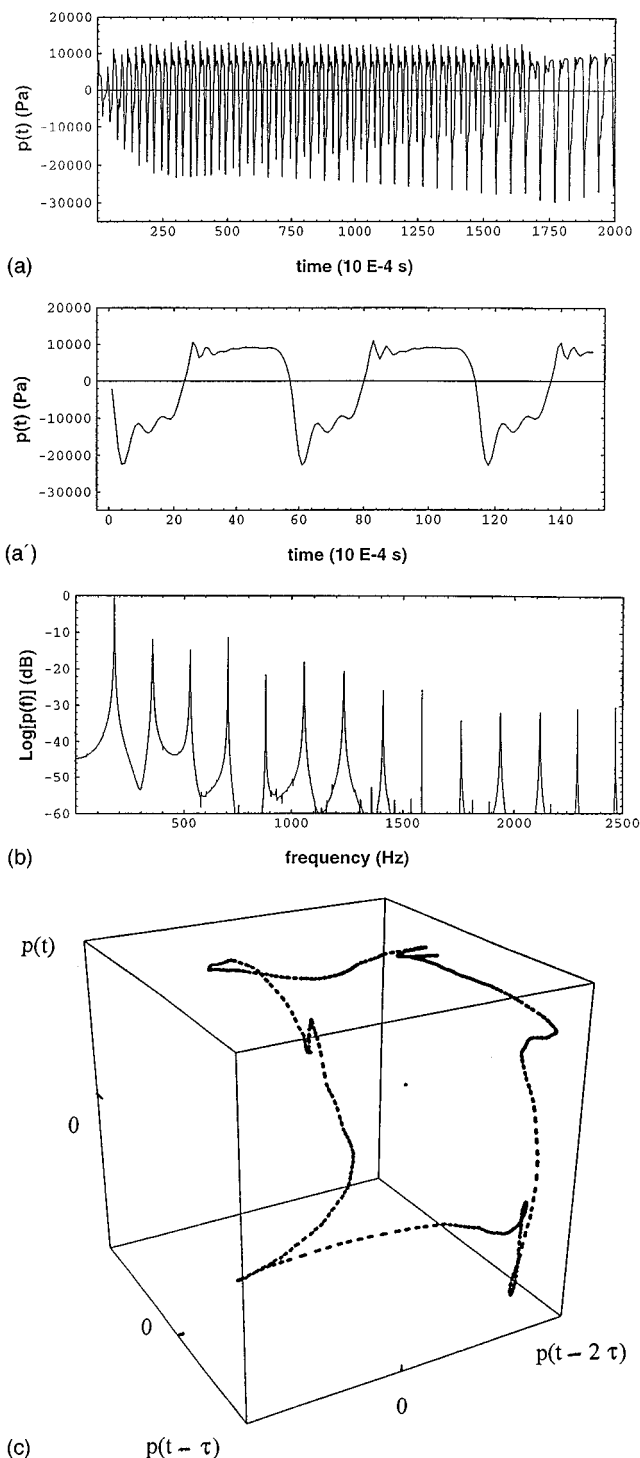 20000
10000
0
-10000
-20000
-30000
p(t) (Pa)
250 500 750 1000 1250 1500 1750 2000
(a)
time (10 E-4 s)
20000
10000
0
-10000
-20000
-30000
p(t) (Pa)
0 20 40 60 80 100 120 140
(a´)
time (10 E-4 s)
0
-10
-20
-30
-40
-50
-60
Log[p(f)] (dB)
500 1000 1500 2000 2500
(b)
frequency (Hz)
p(t)
0
0
p(t – 2 τ)
0
(c)
p(t – τ)